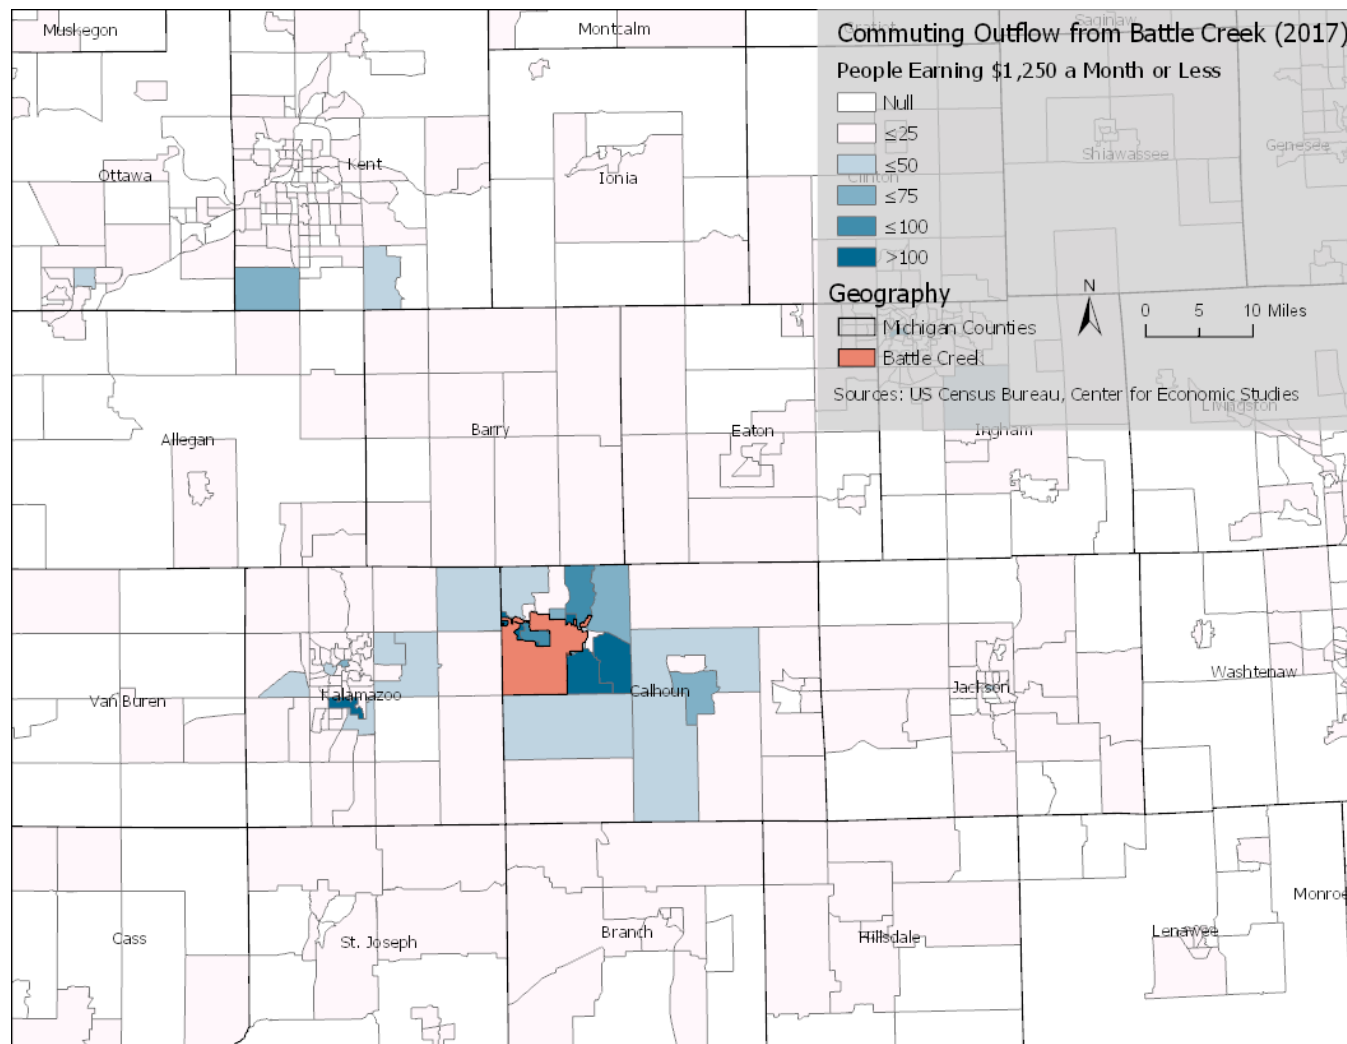 Commuting Outflow from Battle Creek (2017)
People Earning $1,250 a Month or Less
Null
≤25
≤50
≤75
≤100
>100
Geography
Michigan Counties
Battle Creek
N
0 5 10 Miles
Sources: US Census Bureau, Center for Economic Studies
Muskegon
Montcalm
Gratiot
Saginaw
Ottawa
Kent
Ionia
Clinton
Shiawassee
Genesee
Allegan
Barry
Eaton
Ingham
Livingston
Van Buren
Kalamazoo
Calhoun
Jackson
Washtenaw
Cass
St. Joseph
Branch
Hillsdale
Lenawee
Monroe